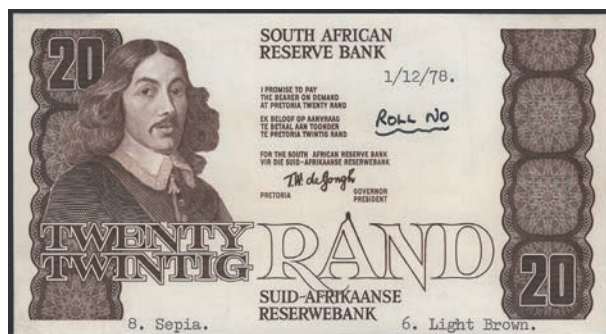 20
SOUTH AFRICAN
RESERVE BANK
1/12/78.
I PROMISE TO PAY
THE BEARER ON DEMAND
AT PRETORIA TWENTY RAND
ROLL NO
EK BELOOF OP AANVRAAG
TE BETAAL AAN TOONDER
TE PRETORIA TWINTIG RAND
FOR THE SOUTH AFRICAN RESERVE BANK
VIR DIE SUID-AFRIKAANSE RESERWEBANK
T.W. de Jongh
PRETORIA
GOVERNOR
PRESIDENT
TWENTY
TWINTIG
RAND
20
SUID-AFRIKAANSE
RESERWEBANK
8. Sepia.
6. Light Brown.